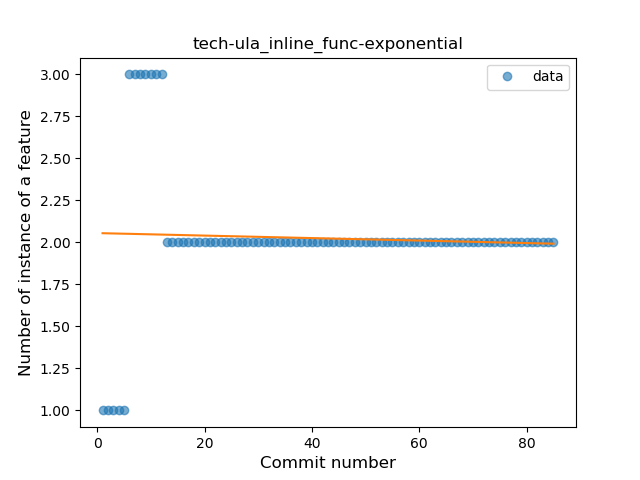 tech-ula_inline_func-exponential
data
Number of instance of a feature
3.00
2.75
2.50
2.25
2.00
1.75
1.50
1.25
1.00
0 20 40 60 80
Commit number